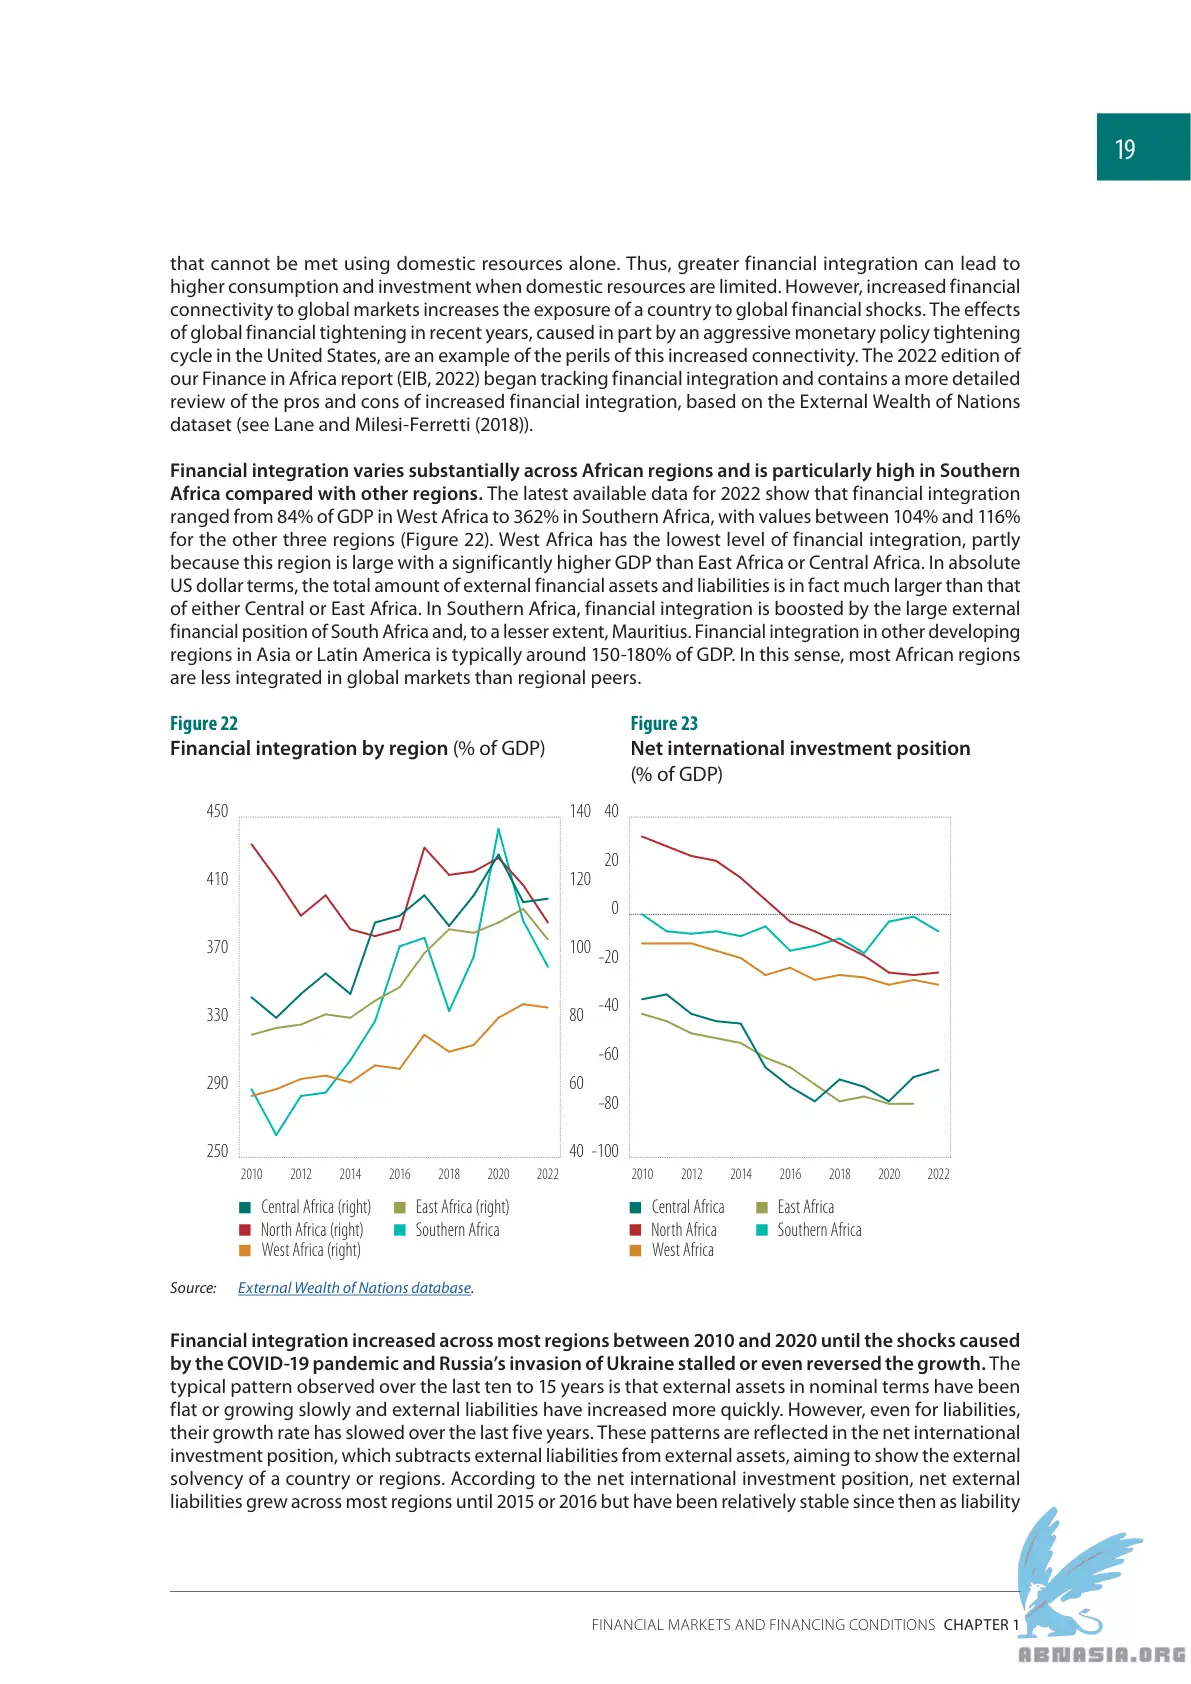 19
that cannot be met using domestic resources alone. Thus, greater financial integration can lead to
higher consumption and investment when domestic resources are limited. However, increased financial
connectivity to global markets increases the exposure of a country to global financial shocks. The effects
of global financial tightening in recent years, caused in part by an aggressive monetary policy tightening
cycle in the United States, are an example of the perils of this increased connectivity. The 2022 edition of
our Finance in Africa report (EIB, 2022) began tracking financial integration and contains a more detailed
review of the pros and cons of increased financial integration, based on the External Wealth of Nations
dataset (see Lane and Milesi-Ferretti (2018)).
Financial integration varies substantially across African regions and is particularly high in Southern
Africa compared with other regions. The latest available data for 2022 show that financial integration
ranged from 84% of GDP in West Africa to 362% in Southern Africa, with values between 104% and 116%
for the other three regions (Figure 22). West Africa has the lowest level of financial integration, partly
because this region is large with a significantly higher GDP than East Africa or Central Africa. In absolute
US dollar terms, the total amount of external financial assets and liabilities is in fact much larger than that
of either Central or East Africa. In Southern Africa, financial integration is boosted by the large external
financial position of South Africa and, to a lesser extent, Mauritius. Financial integration in other developing
regions in Asia or Latin America is typically around 150-180% of GDP. In this sense, most African regions
are less integrated in global markets than regional peers.
Figure 22
Financial integration by region (% of GDP)
450
410
370
330
290
250
140
120
100
80
60
40
2010 2012 2014 2016 2018 2020 2022
Central Africa (right) East Africa (right)
North Africa (right) Southern Africa
West Africa (right)
Figure 23
Net international investment position
(% of GDP)
40
20
0
-20
-40
-60
-80
-100
2010 2012 2014 2016 2018 2020 2022
Central Africa East Africa
North Africa Southern Africa
West Africa
Source: External Wealth of Nations database.
Financial integration increased across most regions between 2010 and 2020 until the shocks caused
by the COVID-19 pandemic and Russia's invasion of Ukraine stalled or even reversed the growth. The
typical pattern observed over the last ten to 15 years is that external assets in nominal terms have been
flat or growing slowly and external liabilities have increased more quickly. However, even for liabilities,
their growth rate has slowed over the last five years. These patterns are reflected in the net international
investment position, which subtracts external liabilities from external assets, aiming to show the external
solvency of a country or regions. According to the net international investment position, net external
liabilities grew across most regions until 2015 or 2016 but have been relatively stable since then as liability
FINANCIAL MARKETS AND FINANCING CONDITIONS CHAPTER 1
ABNASIA.ORG